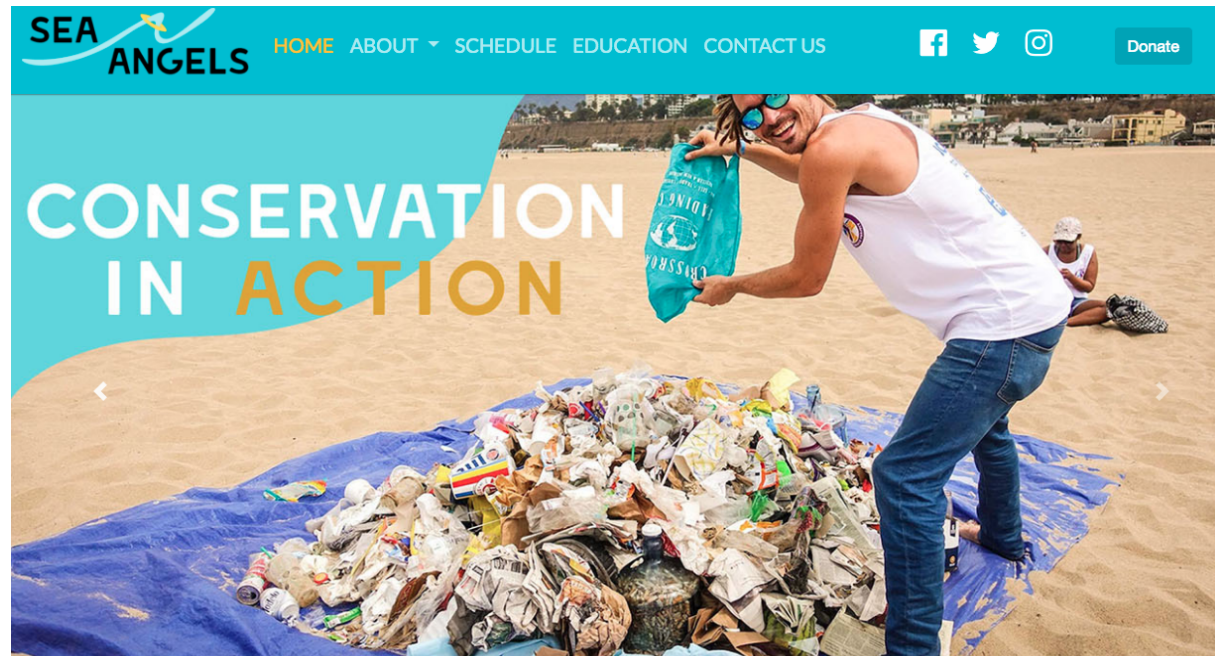 SEA
ANGELS
HOME ABOUT SCHEDULE EDUCATION CONTACT US
Donate
CONSERVATION
IN ACTION